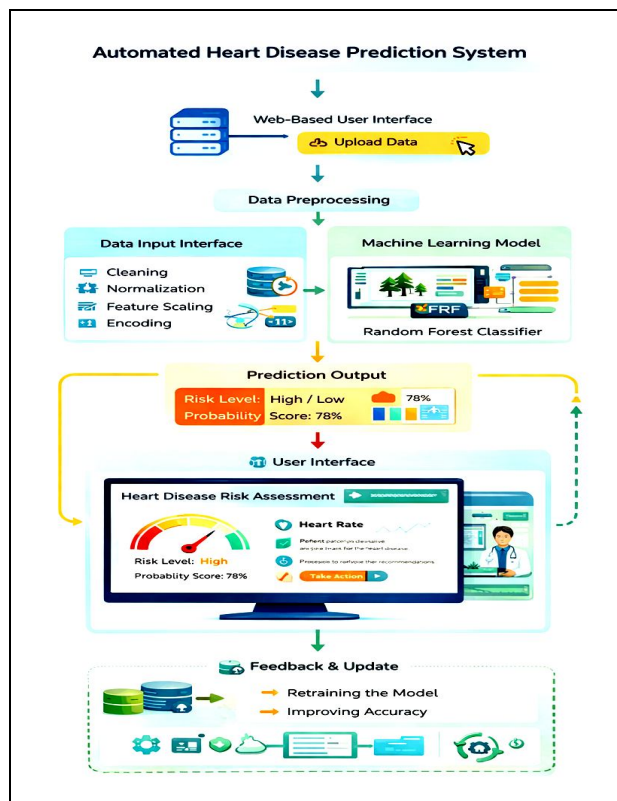 Automated Heart Disease Prediction System
Web-Based User Interface
Upload Data
Data Preprocessing
Data Input Interface
Cleaning
Normalization
Feature Scaling
Encoding
11
Machine Learning Model
FRF
Random Forest Classifier
Prediction Output
Risk Level: High / Low
Probability Score: 78%
78%
User Interface
Heart Disease Risk Assessment
Risk Level: High
Probablity Score: 78%
Heart Rate
Take Action
Feedback & Update
Retraining the Model
Improving Accuracy